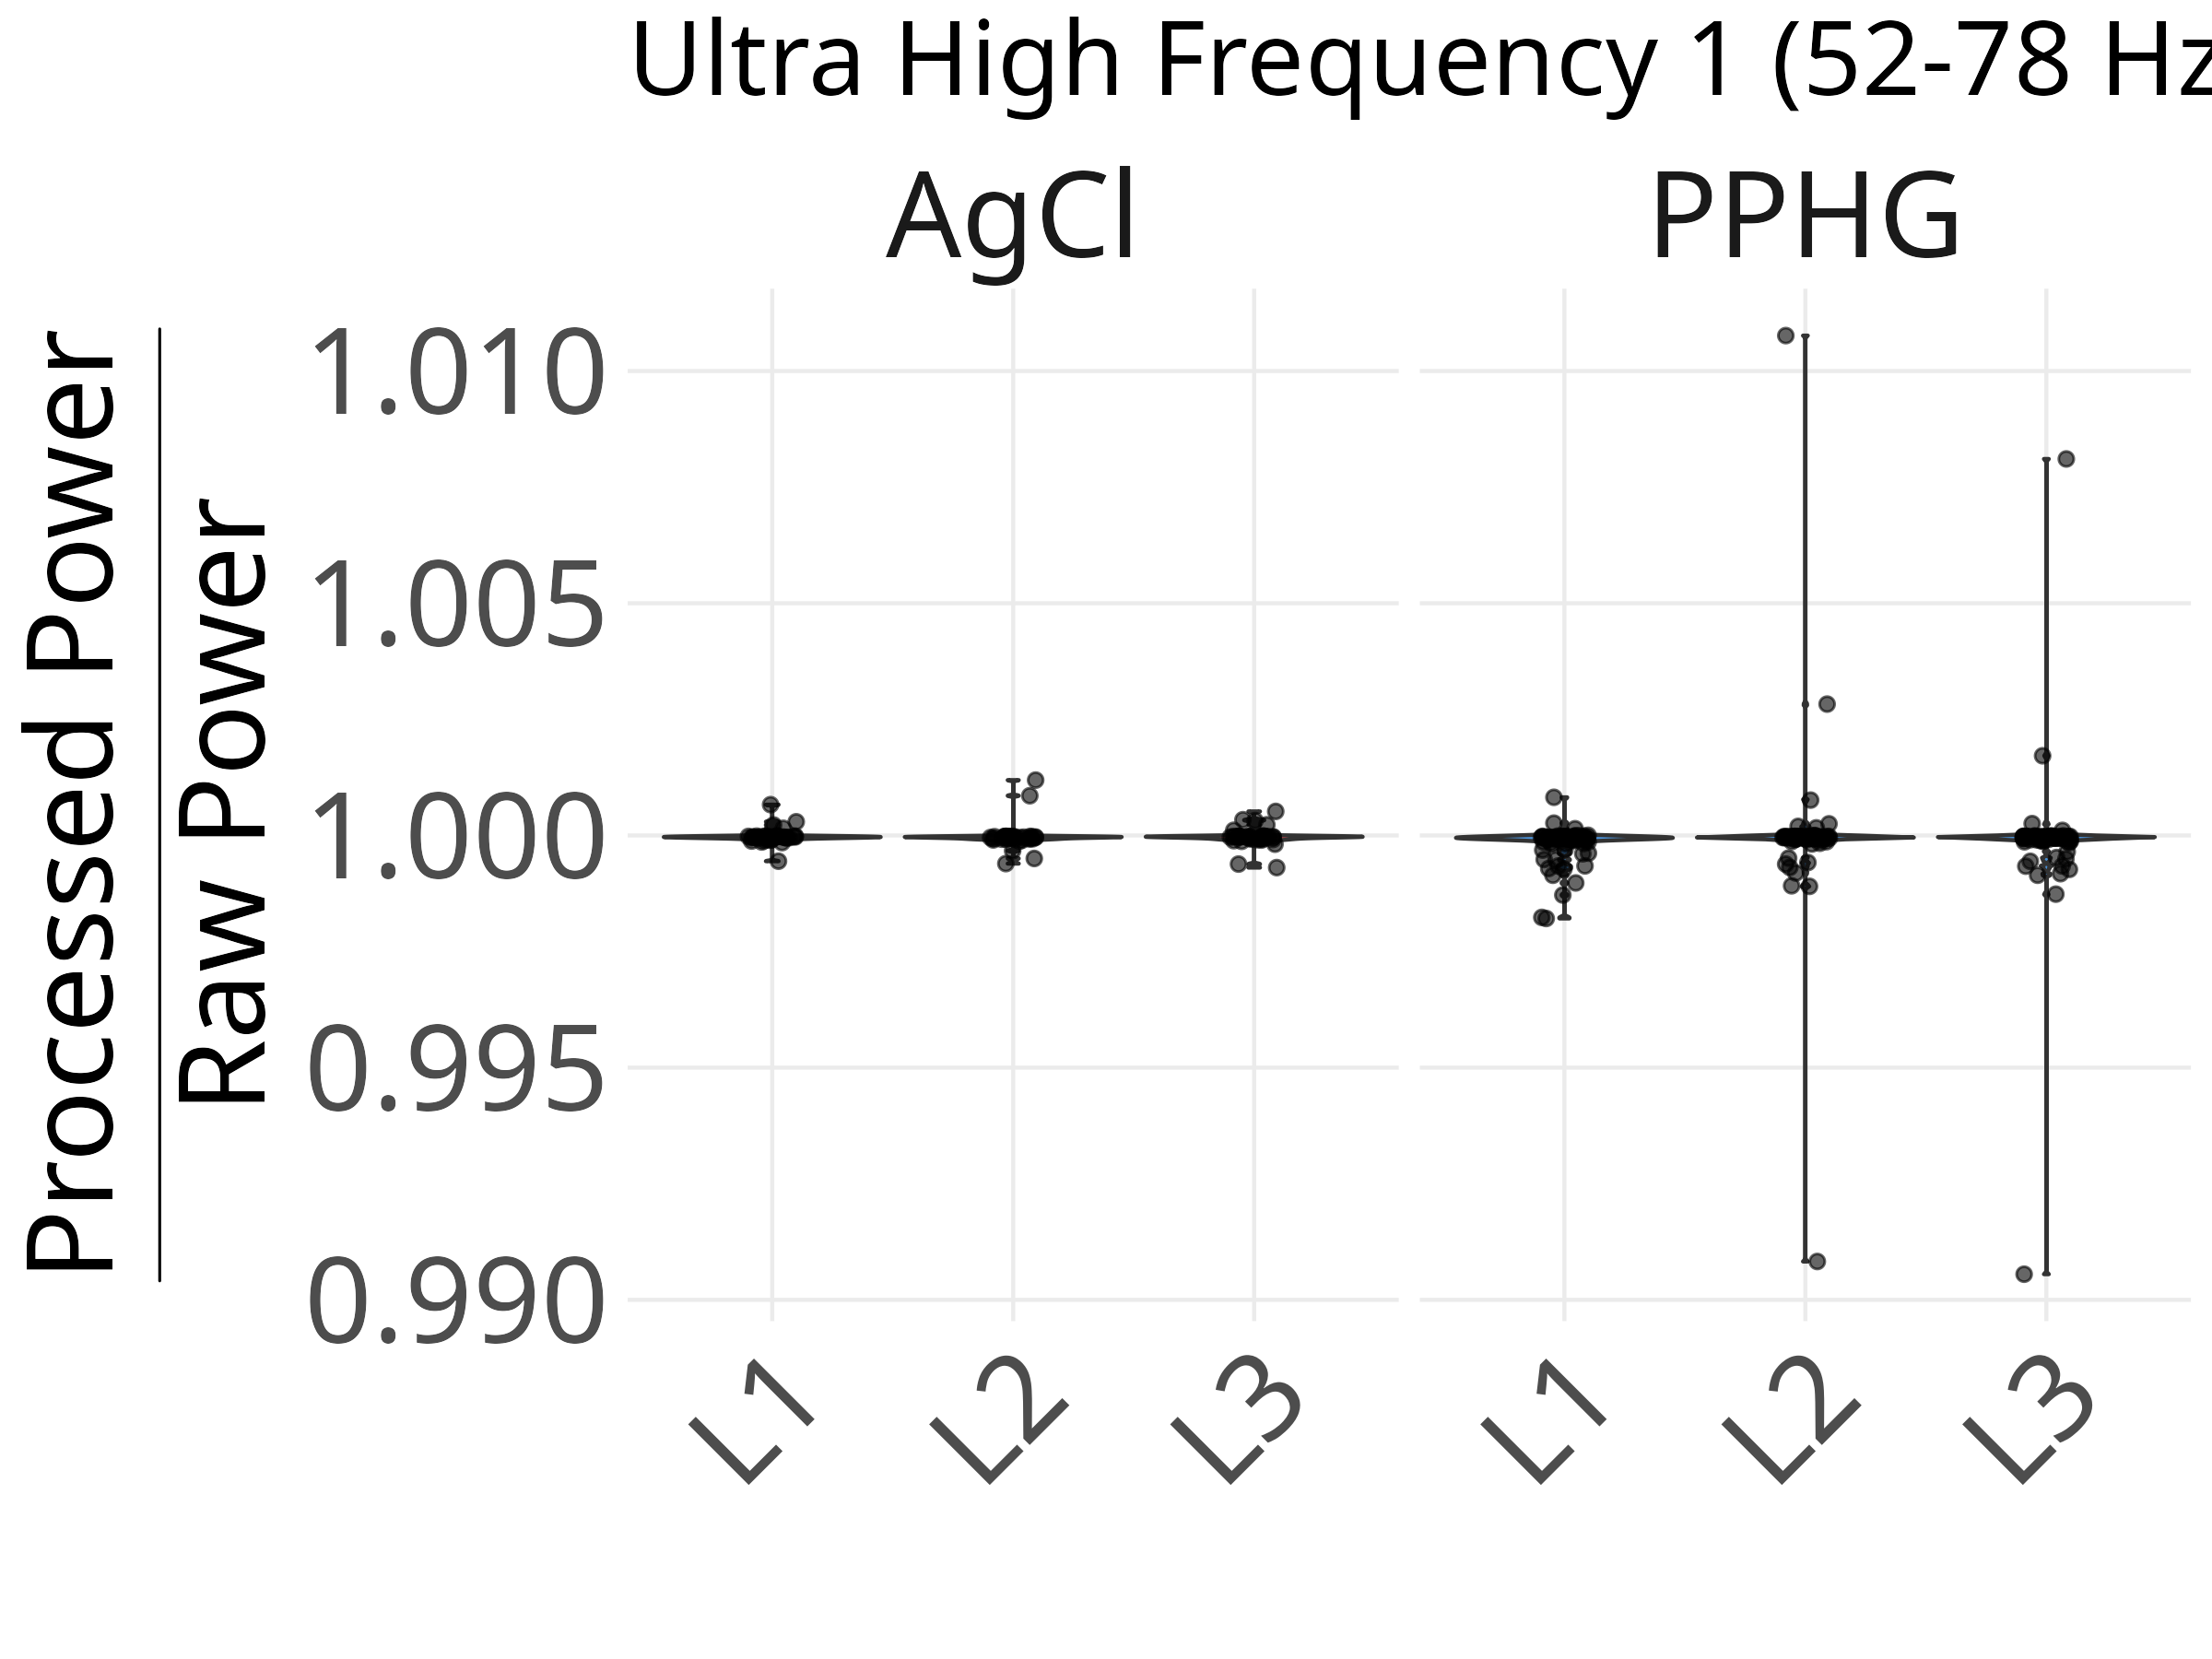 Ultra High Frequency 1 (52-78 Hz
AgCl
PPHG
Processed Power
Raw Power
1.010
1.005
1.000
0.995
0.990
L1
L2
L3
L1
L2
L3